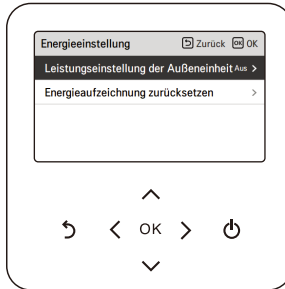 Energieeinstellung Zurück OK OK
Leistungseinstellung der Außeneinheit Aus >
Energieaufzeichnung zurücksetzen >
OK